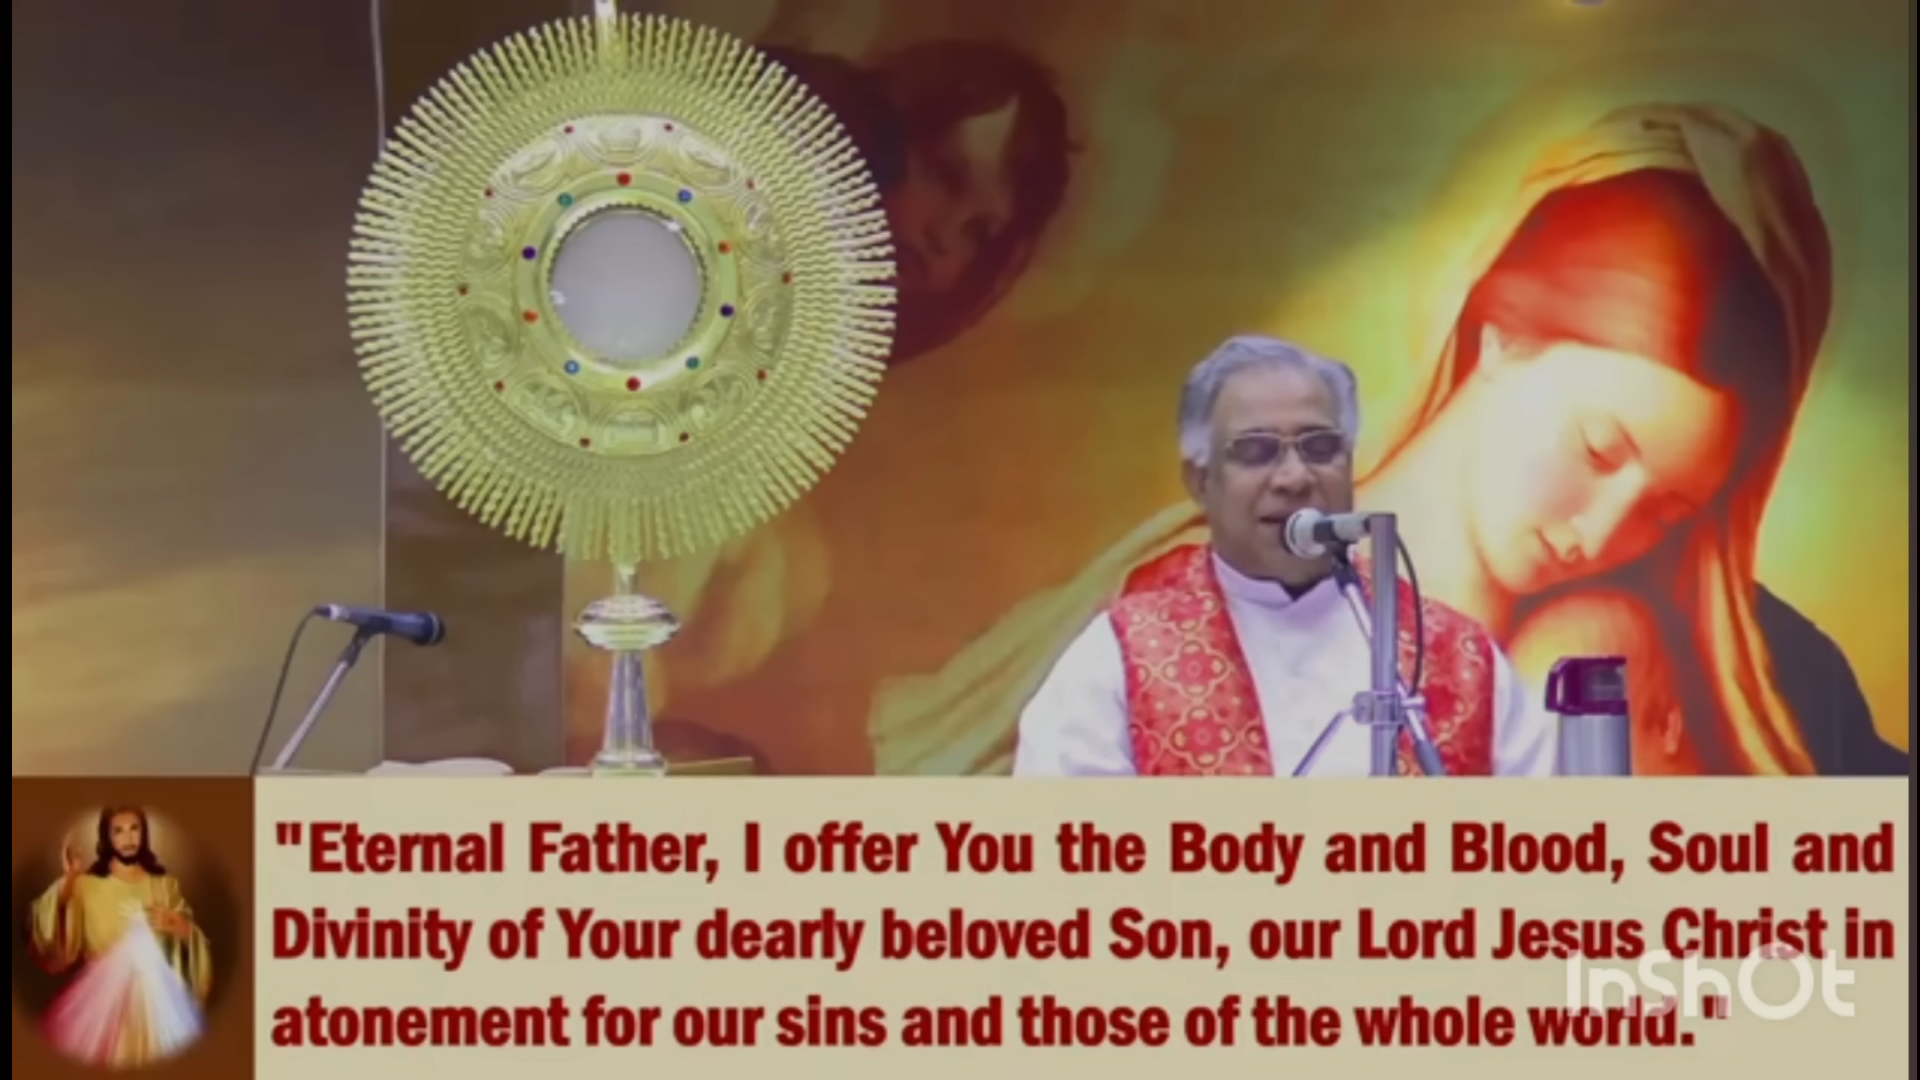 "Eternal Father, I offer You the Body and Blood, Soul and
Divinity of Your dearly beloved Son, our Lord Jesus Christ in
atonement for our sins and those of the whole world."
InShOt